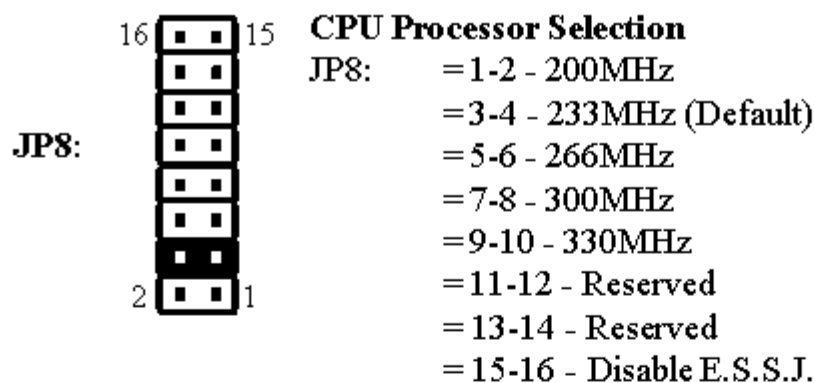 16 15 CPU Processor Selection
JP8: =1-2 - 200MHz
=3-4 - 233MHz (Default)
JP8: =5-6 - 266MHz
=7-8 - 300MHz
=9-10 - 330MHz
2 1 =11-12 - Reserved
=13-14 - Reserved
=15-16 - Disable E.S.S.J.